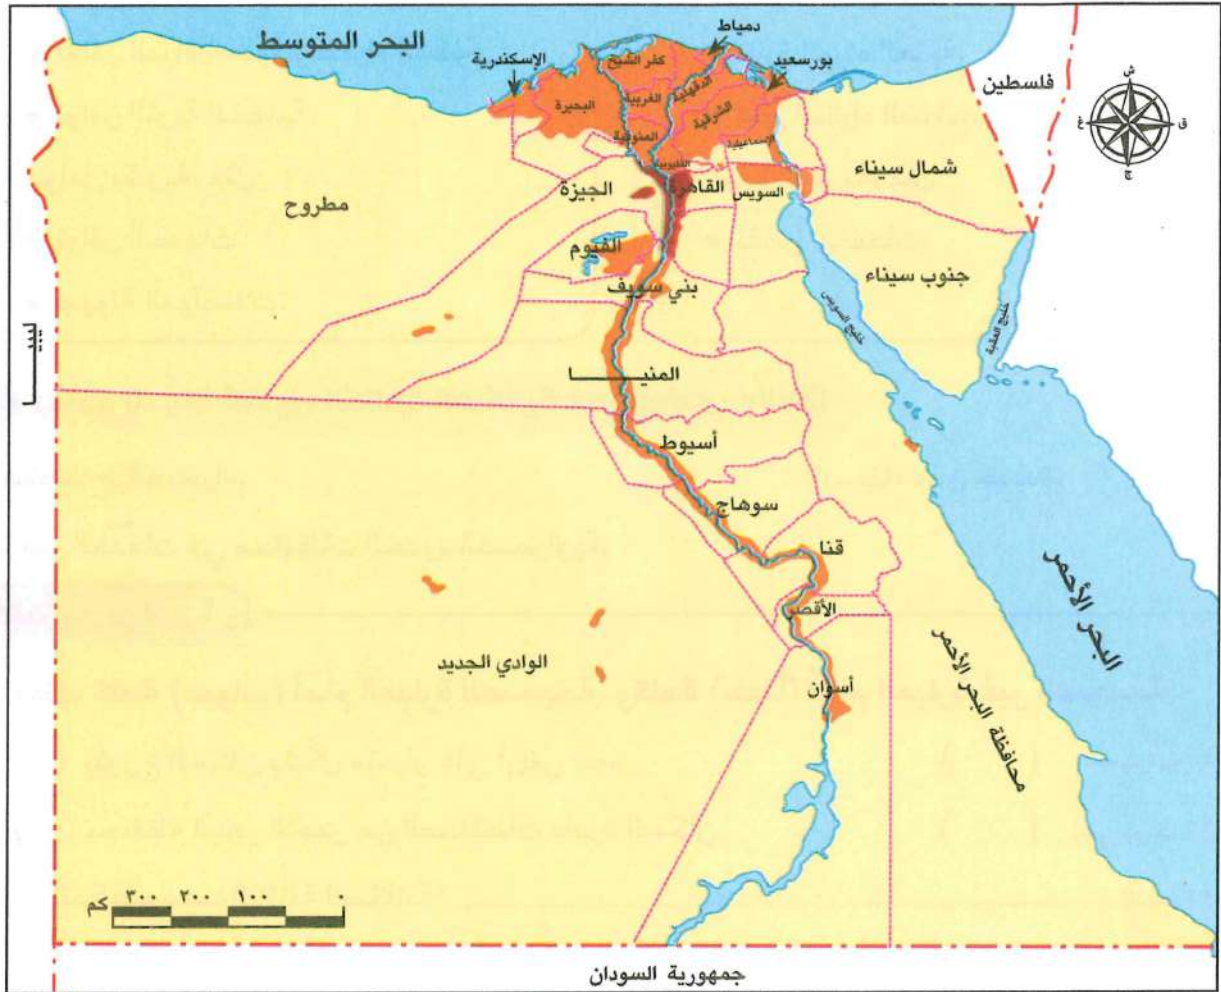 البحر المتوسط
دمياط
الإسكندرية
كفر الشيخ
بورسعيد
فلسطين
البحيرة
الغربية
الدقهلية
الشرقية
المنوفية
الإسماعيلية
القليوبية
ش
ق
غ
ج
شمال سيناء
مطروح
الجيزة
القاهرة
السويس
الفيوم
جنوب سيناء
بني سويف
خليج السويس
خليج العقبة
ليبيا
المنيا
أسيوط
سوهاج
قنا
الأقصر
البحر الأحمر
الوادي الجديد
أسوان
محافظة البحر الأحمر
كم ٣٠٠ ٢٠٠ ١٠٠ ٠
جمهورية السودان